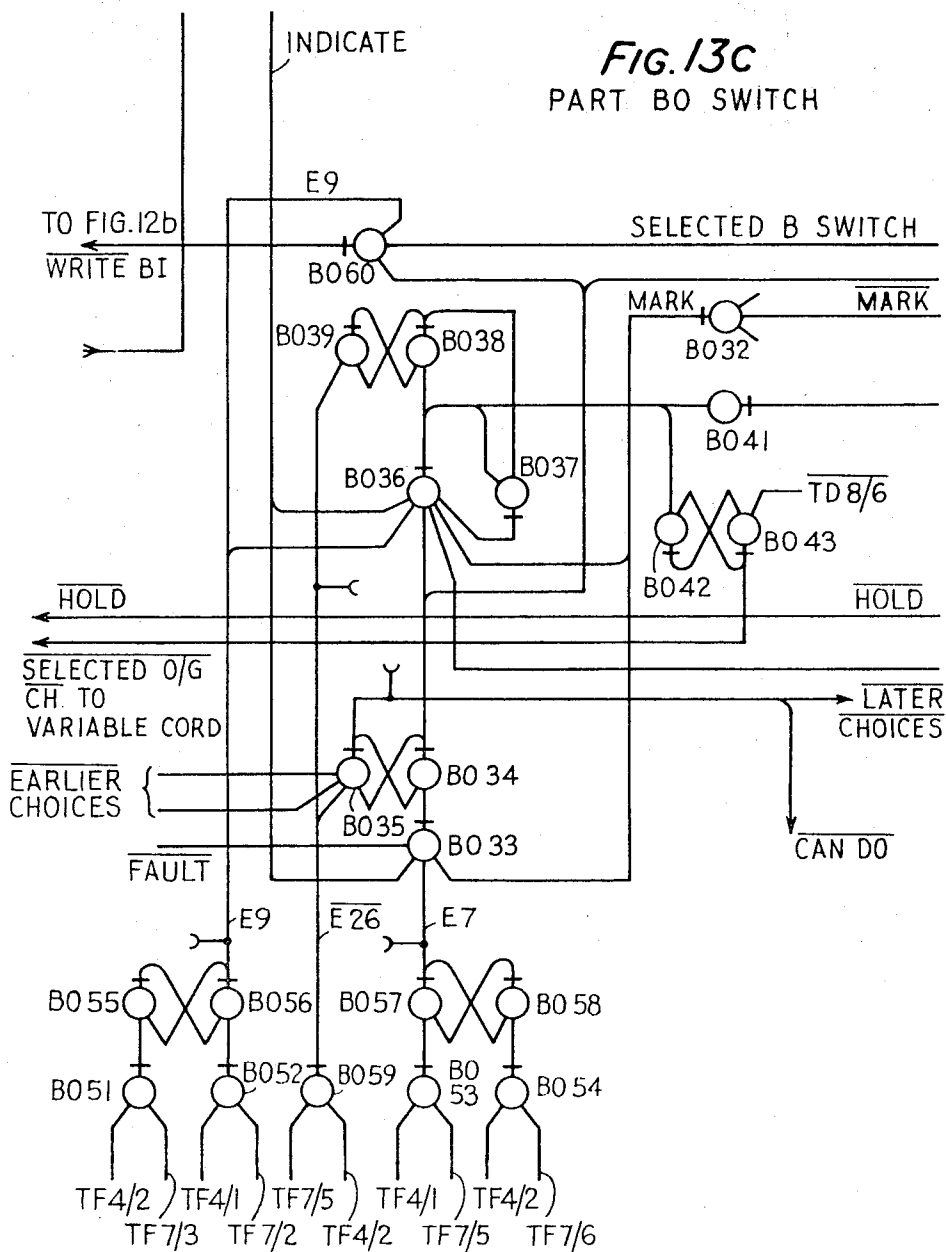 INDICATE
FIG. 13C
PART BO SWITCH
E9
TO FIG. 12b
WRITE BI
SELECTED B SWITCH
BO60
MARK
MARK
BO39
BO38
BO32
BO41
BO36
BO37
TD 8/6
BO42
BO43
HOLD
HOLD
SELECTED O/G
CH. TO
VARIABLE CORD
LATER
CHOICES
EARLIER
CHOICES
BO34
BO35
BO33
CAN DO
FAULT
E9
E26
E7
BO55
BO56
BO57
BO58
BO51
BO52
BO59
BO
53
BO54
TF4/2
TF4/1
TF7/5
TF4/1
TF4/2
TF7/3
TF7/2
TF4/2
TF7/5
TF7/6